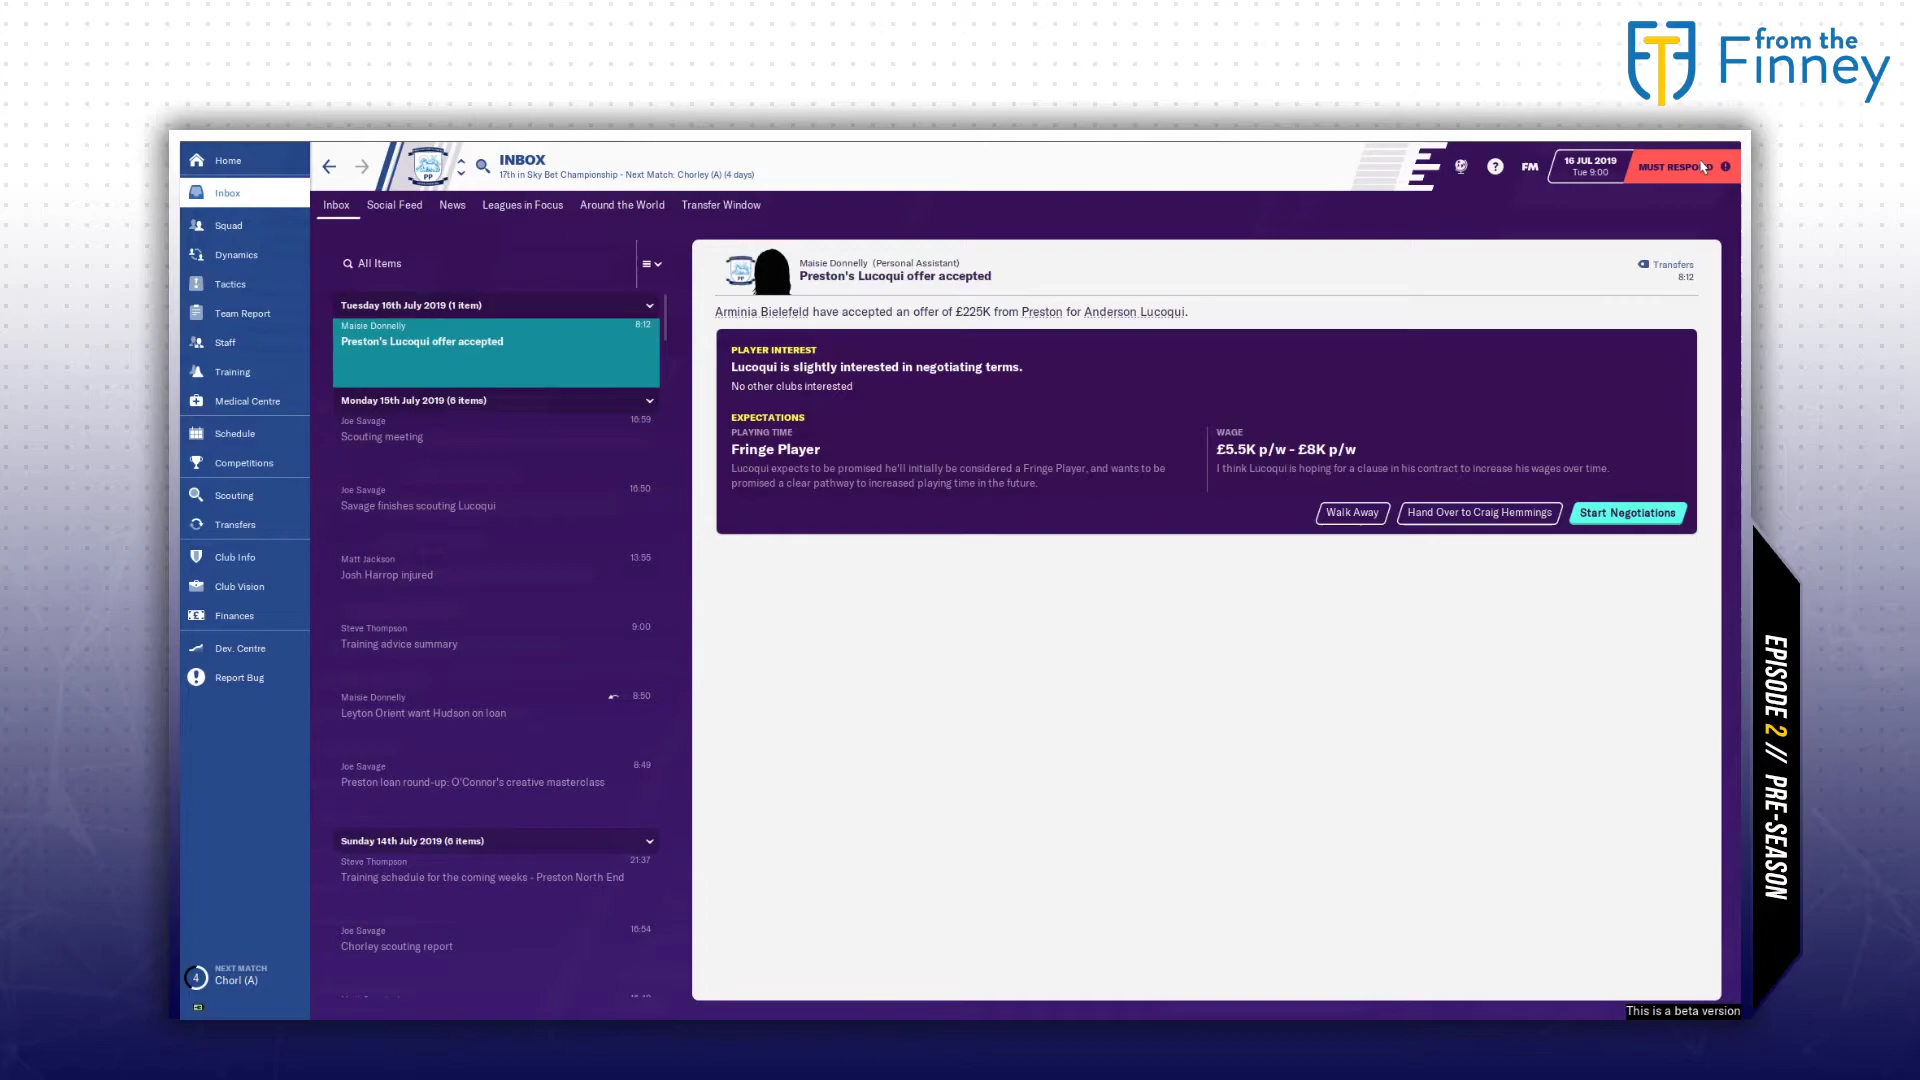 from the
Finney
Home
Inbox
Squad
Dynamics
Tactics
Team Report
Staff
Training
Medical Centre
Schedule
Competitions
Scouting
Transfers
Club Info
Club Vision
Finances
Dev. Centre
Report Bug
4
NEXT MATCH
Chorl (A)
PP
INBOX
17th in Sky Bet Championship - Next Match: Chorley (A) (4 days)
FM
16 JUL 2019
Tue 9:00
MUST RESPOND
Inbox Social Feed News Leagues in Focus Around the World Transfer Window
All Items
Tuesday 16th July 2019 (1 item)
Maisie Donnelly 8:12
Preston's Lucoqui offer accepted
Monday 15th July 2019 (6 items)
Joe Savage 16:59
Scouting meeting
Joe Savage 16:50
Savage finishes scouting Lucoqui
Matt Jackson 13:55
Josh Harrop injured
Steve Thompson 9:00
Training advice summary
Maisie Donnelly 8:50
Leyton Orient want Hudson on loan
Joe Savage 8:49
Preston loan round-up: O'Connor's creative masterclass
Sunday 14th July 2019 (6 items)
Steve Thompson 21:37
Training schedule for the coming weeks - Preston North End
Joe Savage 16:54
Chorley scouting report
Maisie Donnelly (Personal Assistant)
Preston's Lucoqui offer accepted
Transfers
8:12
Arminia Bielefeld have accepted an offer of £225K from Preston for Anderson Lucoqui.
PLAYER INTEREST
Lucoqui is slightly interested in negotiating terms.
No other clubs interested
EXPECTATIONS
PLAYING TIME
Fringe Player
Lucoqui expects to be promised he'll initially be considered a Fringe Player, and wants to be
promised a clear pathway to increased playing time in the future.
WAGE
£5.5K p/w - £8K p/w
I think Lucoqui is hoping for a clause in his contract to increase his wages over time.
Walk Away Hand Over to Craig Hemmings Start Negotiations
This is a beta version
EPISODE 2 // PRE-SEASON